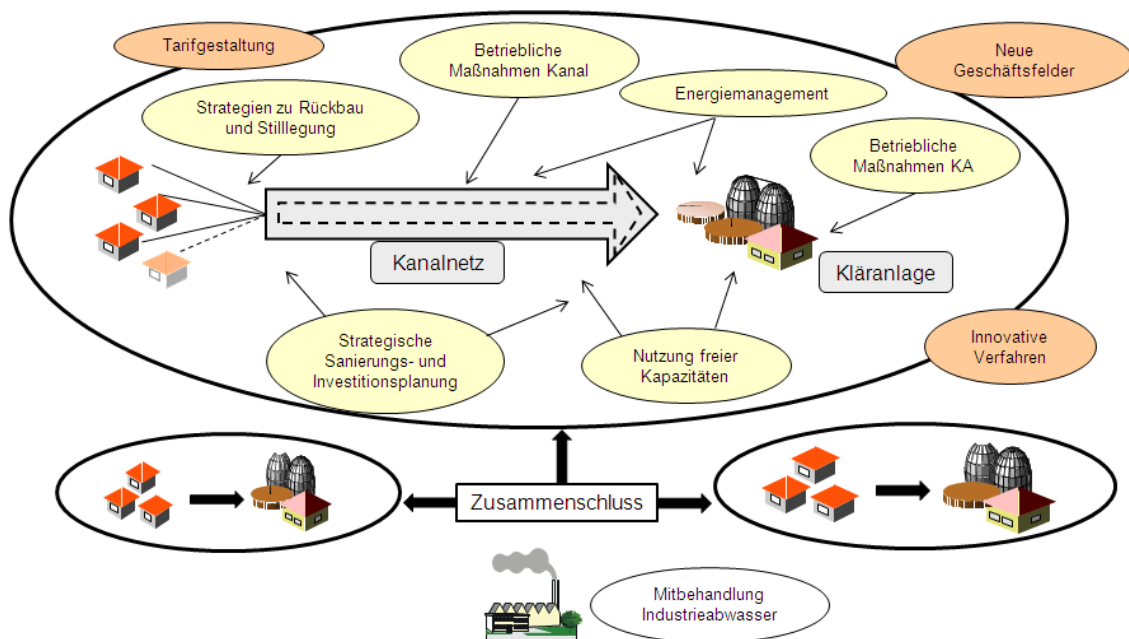 Tarifgestaltung
Betriebliche
Maßnahmen Kanal
Neue
Geschäftsfelder
Strategien zu Rückbau
und Stilllegung
Energiemanagement
Betriebliche
Maßnahmen KA
Kanalnetz
Kläranlage
Strategische
Sanierungs- und
Investitionsplanung
Nutzung freier
Kapazitäten
Innovative
Verfahren
Zusammenschluss
Mitbehandlung
Industrieabwasser